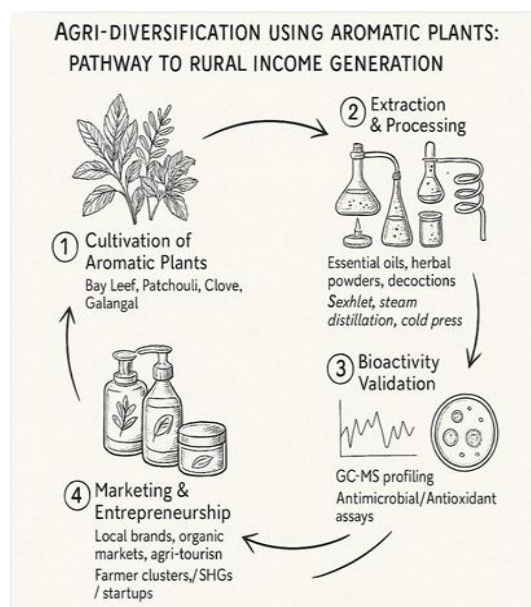 AGRI-DIVERSIFICATION USING AROMATIC PLANTS:
PATHWAY TO RURAL INCOME GENERATION
1 Cultivation of
Aromatic Plants
Bay Leef, Patchouli, Clove,
Galangal
2 Extraction
& Processing
Essential oils, herbal
powders, decoctions
Sexhlet, steam
distillation, cold press
3 Bioactivity
Validation
GC-MS profiling
Antimicrobial/Antioxidant
assays
4 Marketing &
Entrepreneurship
Local brands, organic
markets, agri-tourisn
Farmer clusters,/SHGs
/ startups